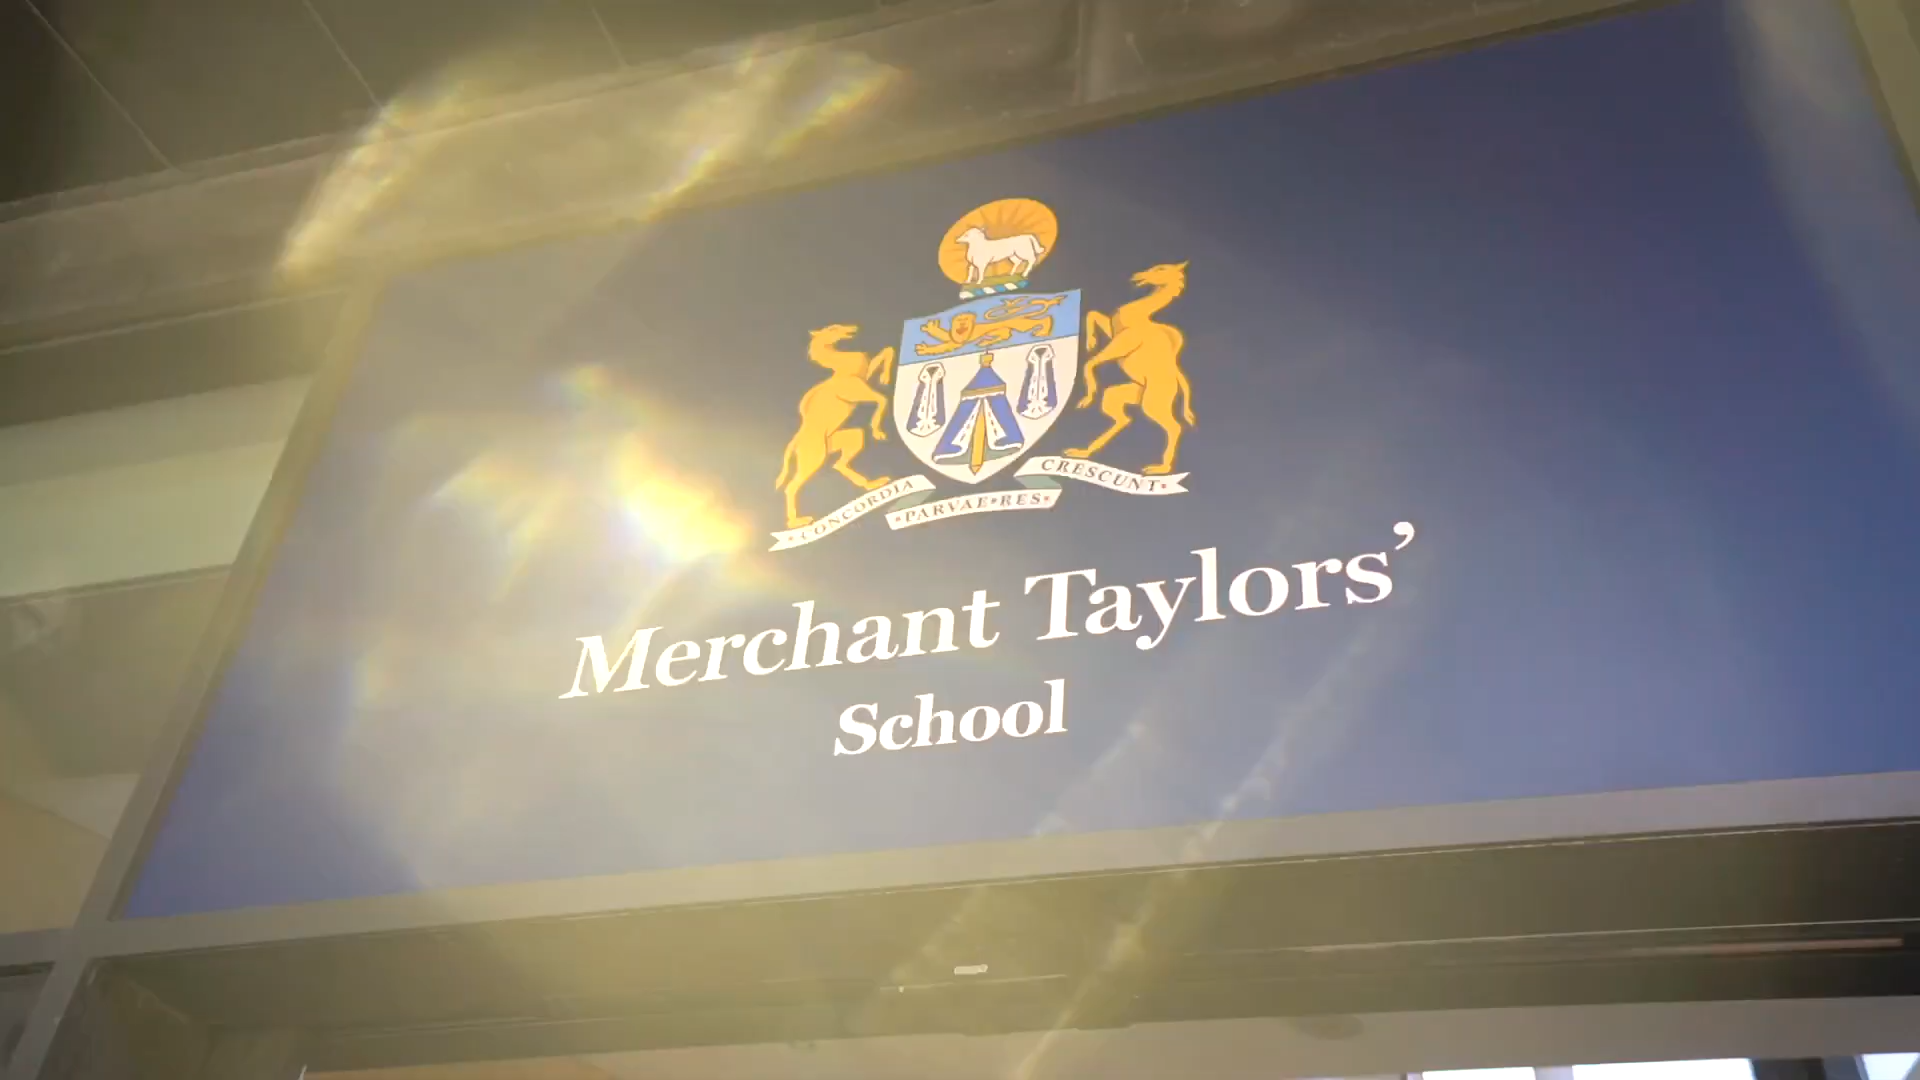 CONCORDIA
PARVAE•RES
CRESCUNT
Merchant Taylors’
School